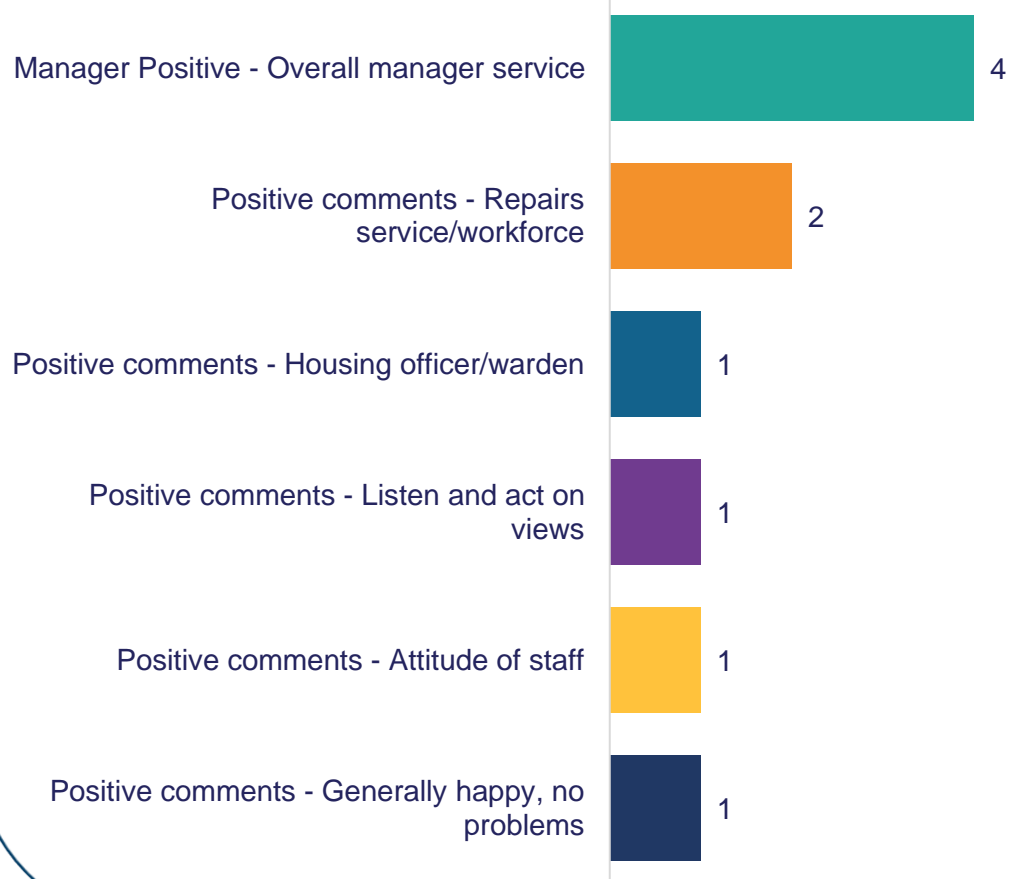 Manager Positive - Overall manager service
4
Positive comments - Repairs
service/workforce
2
Positive comments - Housing officer/warden
1
Positive comments - Listen and act on
views
1
Positive comments - Attitude of staff
1
Positive comments - Generally happy, no
problems
1